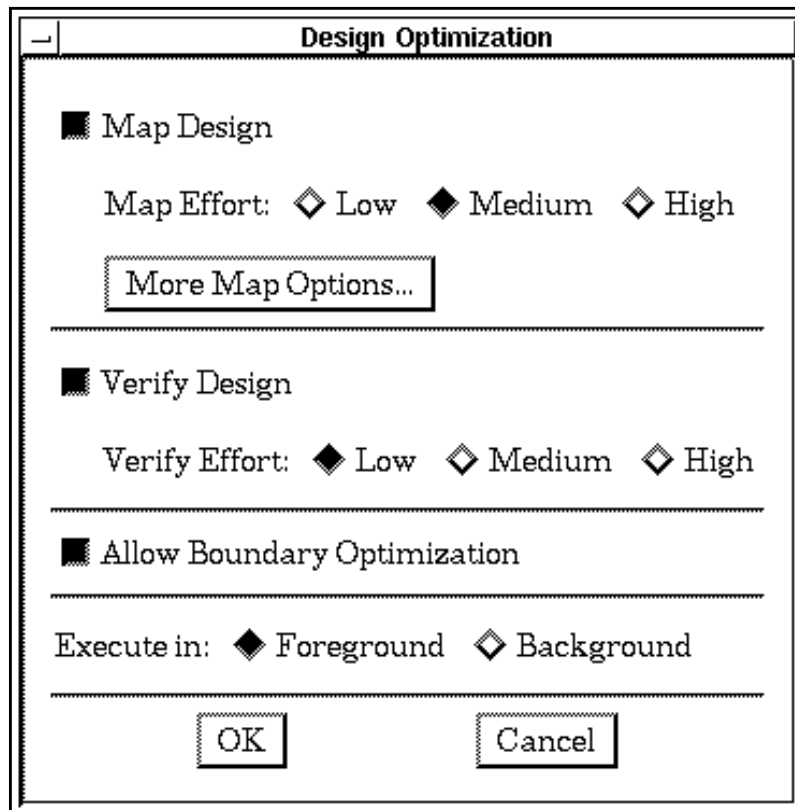 Design Optimization
Map Design
Map Effort: Low Medium High
More Map Options...
Verify Design
Verify Effort: Low Medium High
Allow Boundary Optimization
Execute in: Foreground Background
OK Cancel